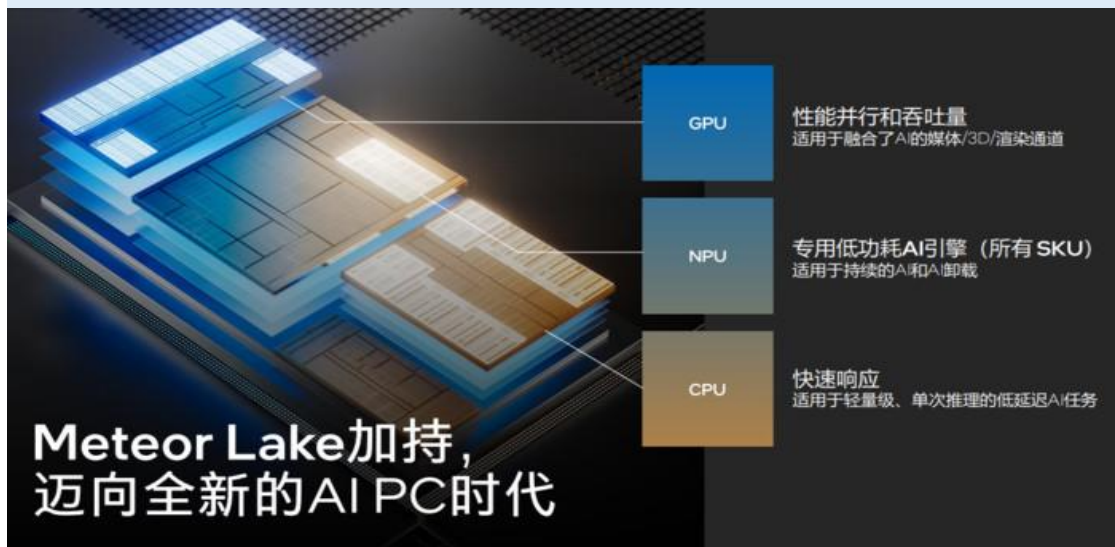 GPU
性能并行和吞吐量
适用于融合了AI的媒体/3D/渲染通道
NPU
专用低功耗AI引擎（所有 SKU）
适用于持续的AI和AI卸载
CPU
快速响应
适用于轻量级、单次推理的低延迟AI任务
Meteor Lake加持，
迈向全新的AI PC时代